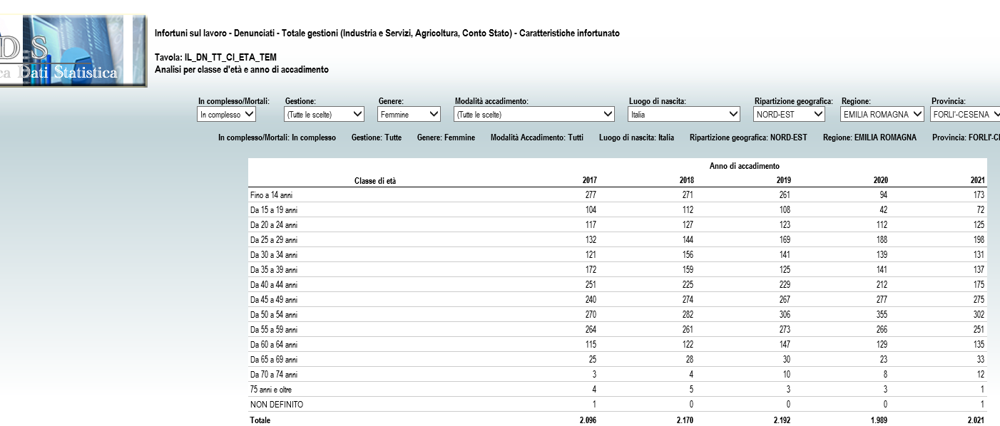 D S
ca Dati Statistica
Infortuni sul lavoro - Denunciati - Totale gestioni (Industria e Servizi, Agricoltura, Conto Stato) - Caratteristiche infortunato
Tavola: IL_DN_TT_CI_ETA_TEM
Analisi per classe d'età e anno di accadimento
In complesso/Mortali: Gestione: Genere: Modalità accadimento: Luogo di nascita: Ripartizione geografica: Regione: Provincia:
In complesso (Tutte le scelte) Femmine (Tutte le scelte) Italia NORD-EST EMILIA ROMAGNA FORLI'-CESENA
In complesso/Mortali: In complesso Gestione: Tutte Genere: Femmine Modalità Accadimento: Tutti Luogo di nascita: Italia Ripartizione geografica: NORD-EST Regione: EMILIA ROMAGNA Provincia: FORLI'-CE
Anno di accadimento
Classe di età 2017 2018 2019 2020 2021
Fino a 14 anni 277 271 261 94 173
Da 15 a 19 anni 104 112 108 42 72
Da 20 a 24 anni 117 127 123 112 125
Da 25 a 29 anni 132 144 169 188 198
Da 30 a 34 anni 121 156 141 139 131
Da 35 a 39 anni 172 159 125 141 137
Da 40 a 44 anni 251 225 229 212 175
Da 45 a 49 anni 240 274 267 277 275
Da 50 a 54 anni 270 282 306 355 302
Da 55 a 59 anni 264 261 273 266 251
Da 60 a 64 anni 115 122 147 129 135
Da 65 a 69 anni 25 28 30 23 33
Da 70 a 74 anni 3 4 10 8 12
75 anni e oltre 4 5 3 3 1
NON DEFINITO 1 0 0 0 1
Totale 2.096 2.170 2.192 1.989 2.021